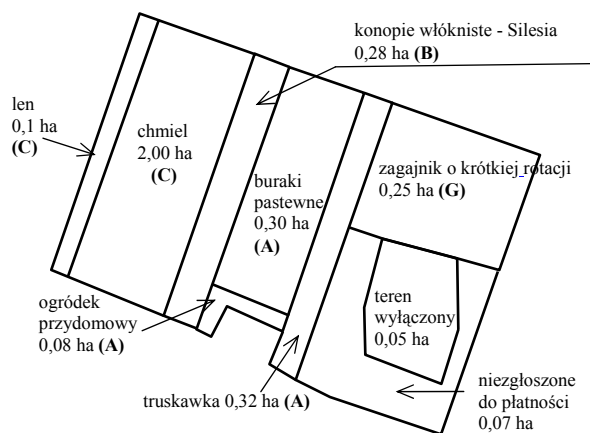 konopie włókniste - Silesia
0,28 ha (B)
len
0,1 ha
(C)
chmiel
2,00 ha
(C)
buraki
pastewne
0,30 ha
(A)
zagajnik o krótkiej rotacji
0,25 ha (G)
teren
wyłączony
0,05 ha
ogródek
przydomowy
0,08 ha (A)
truskawka 0,32 ha (A)
niezgłoszone
do płatności
0,07 ha